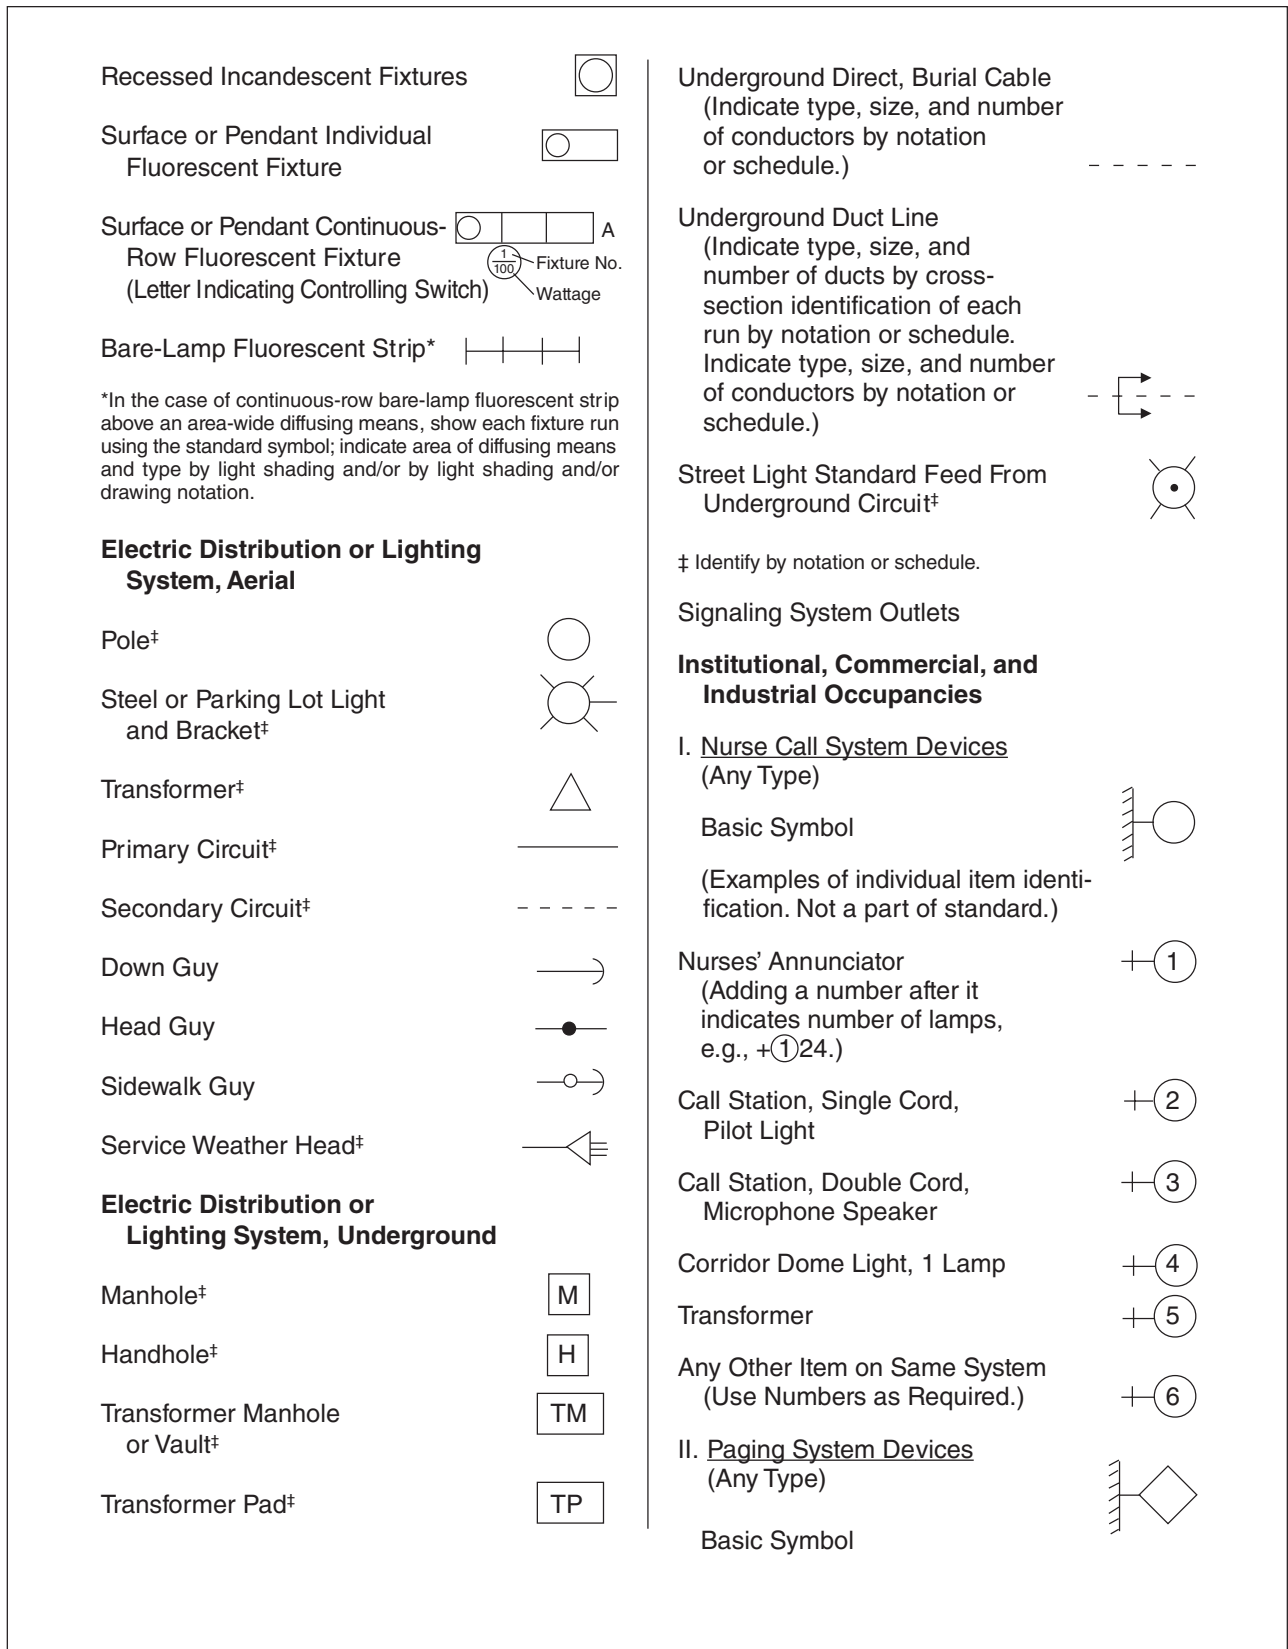 Recessed Incandescent Fixtures
Surface or Pendant Individual
Fluorescent Fixture
Surface or Pendant Continuous-
Row Fluorescent Fixture
(Letter Indicating Controlling Switch)
A
1
100
Fixture No.
Wattage
Bare-Lamp Fluorescent Strip*
*In the case of continuous-row bare-lamp fluorescent strip
above an area-wide diffusing means, show each fixture run
using the standard symbol; indicate area of diffusing means
and type by light shading and/or by light shading and/or
drawing notation.
Electric Distribution or Lighting
System, Aerial
Pole‡
Steel or Parking Lot Light
and Bracket‡
Transformer‡
Primary Circuit‡
Secondary Circuit‡
Down Guy
Head Guy
Sidewalk Guy
Service Weather Head‡
Electric Distribution or
Lighting System, Underground
Manhole‡ M
Handhole‡ H
Transformer Manhole TM
or Vault‡
Transformer Pad‡ TP
Underground Direct, Burial Cable
(Indicate type, size, and number
of conductors by notation
or schedule.)
Underground Duct Line
(Indicate type, size, and
number of ducts by cross-
section identification of each
run by notation or schedule.
Indicate type, size, and number
of conductors by notation or
schedule.)
Street Light Standard Feed From
Underground Circuit‡
‡ Identify by notation or schedule.
Signaling System Outlets
Institutional, Commercial, and
Industrial Occupancies
I. Nurse Call System Devices
(Any Type)
Basic Symbol
(Examples of individual item identi-
fication. Not a part of standard.)
Nurses' Annunciator 1
(Adding a number after it
indicates number of lamps,
e.g., +①24.)
Call Station, Single Cord, 2
Pilot Light
Call Station, Double Cord, 3
Microphone Speaker
Corridor Dome Light, 1 Lamp 4
Transformer 5
Any Other Item on Same System
(Use Numbers as Required.) 6
II. Paging System Devices
(Any Type)
Basic Symbol